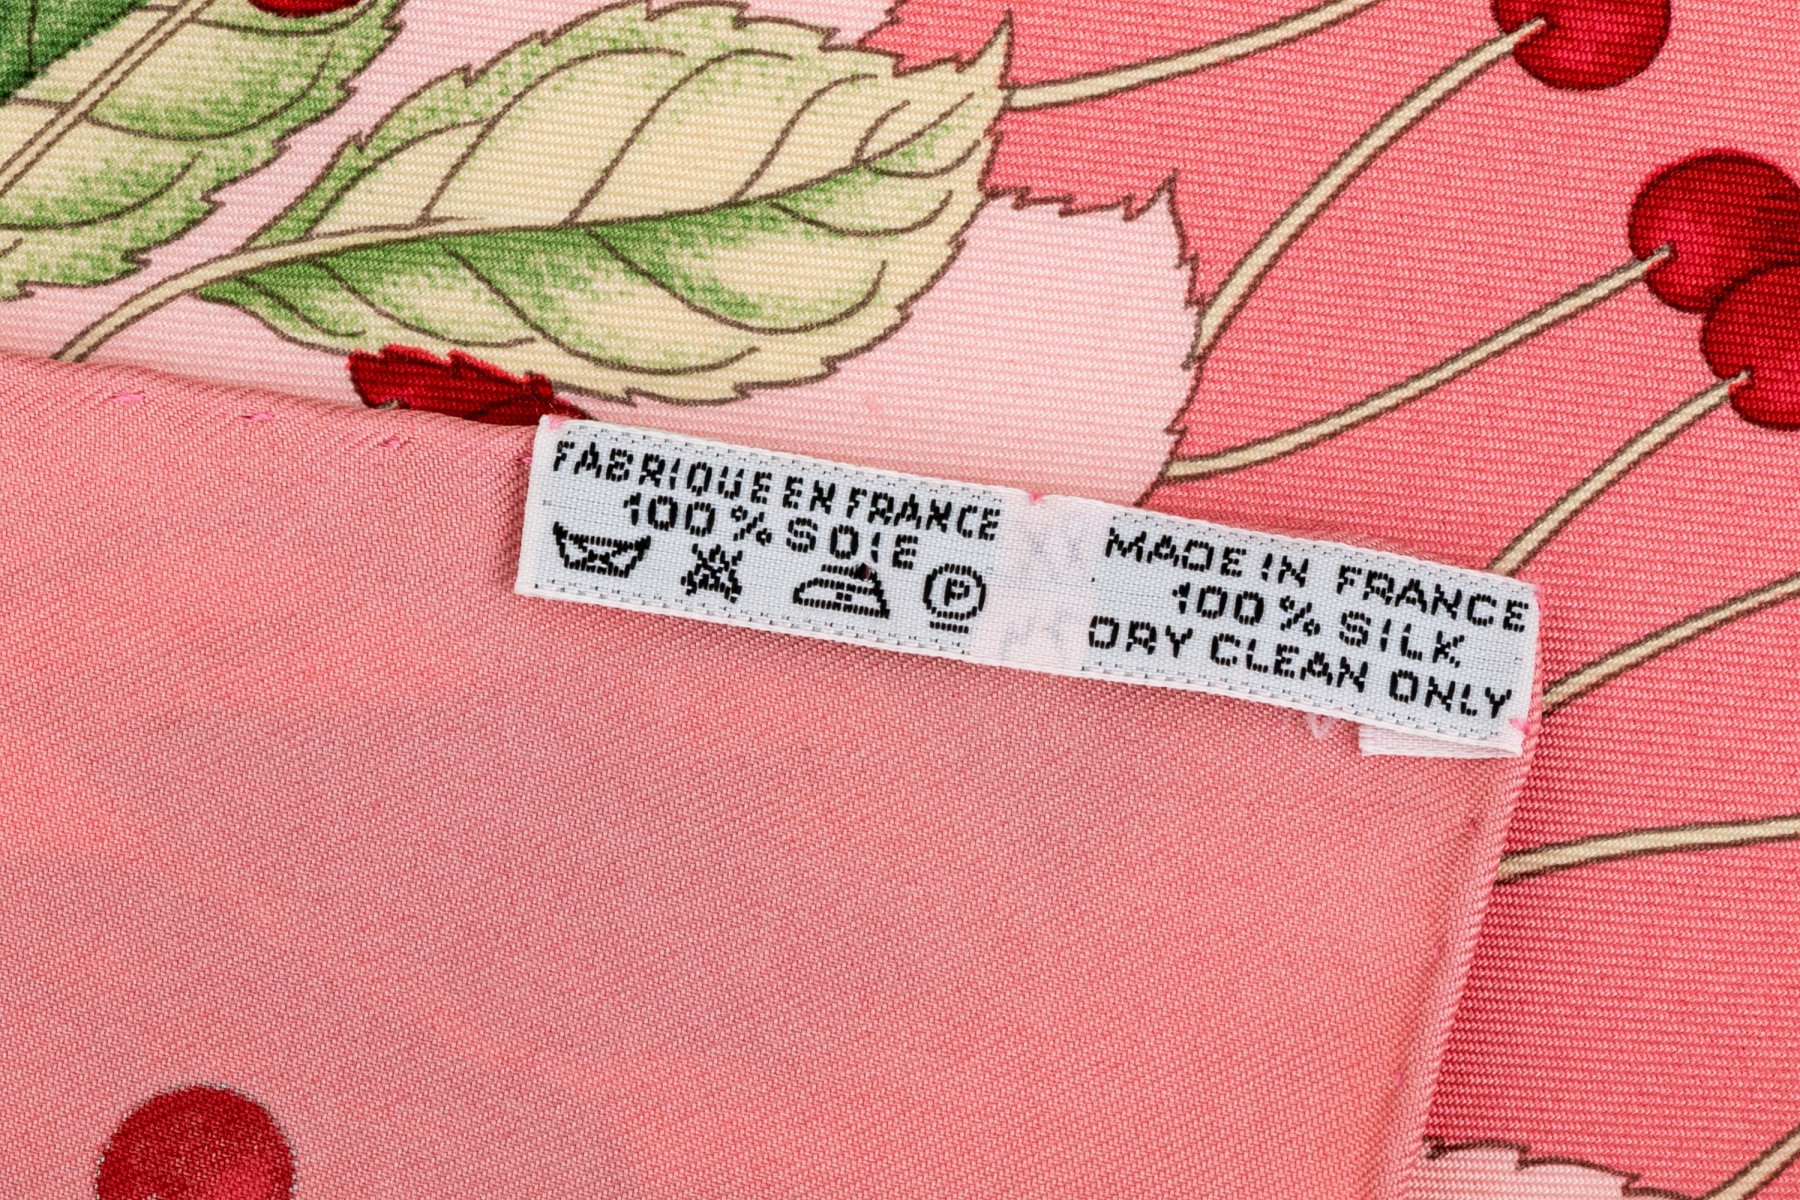 FABRIQUE EN FRANCE
100 % SOIE
P
MADE IN FRANCE
100 % SILK
DRY CLEAN ONLY